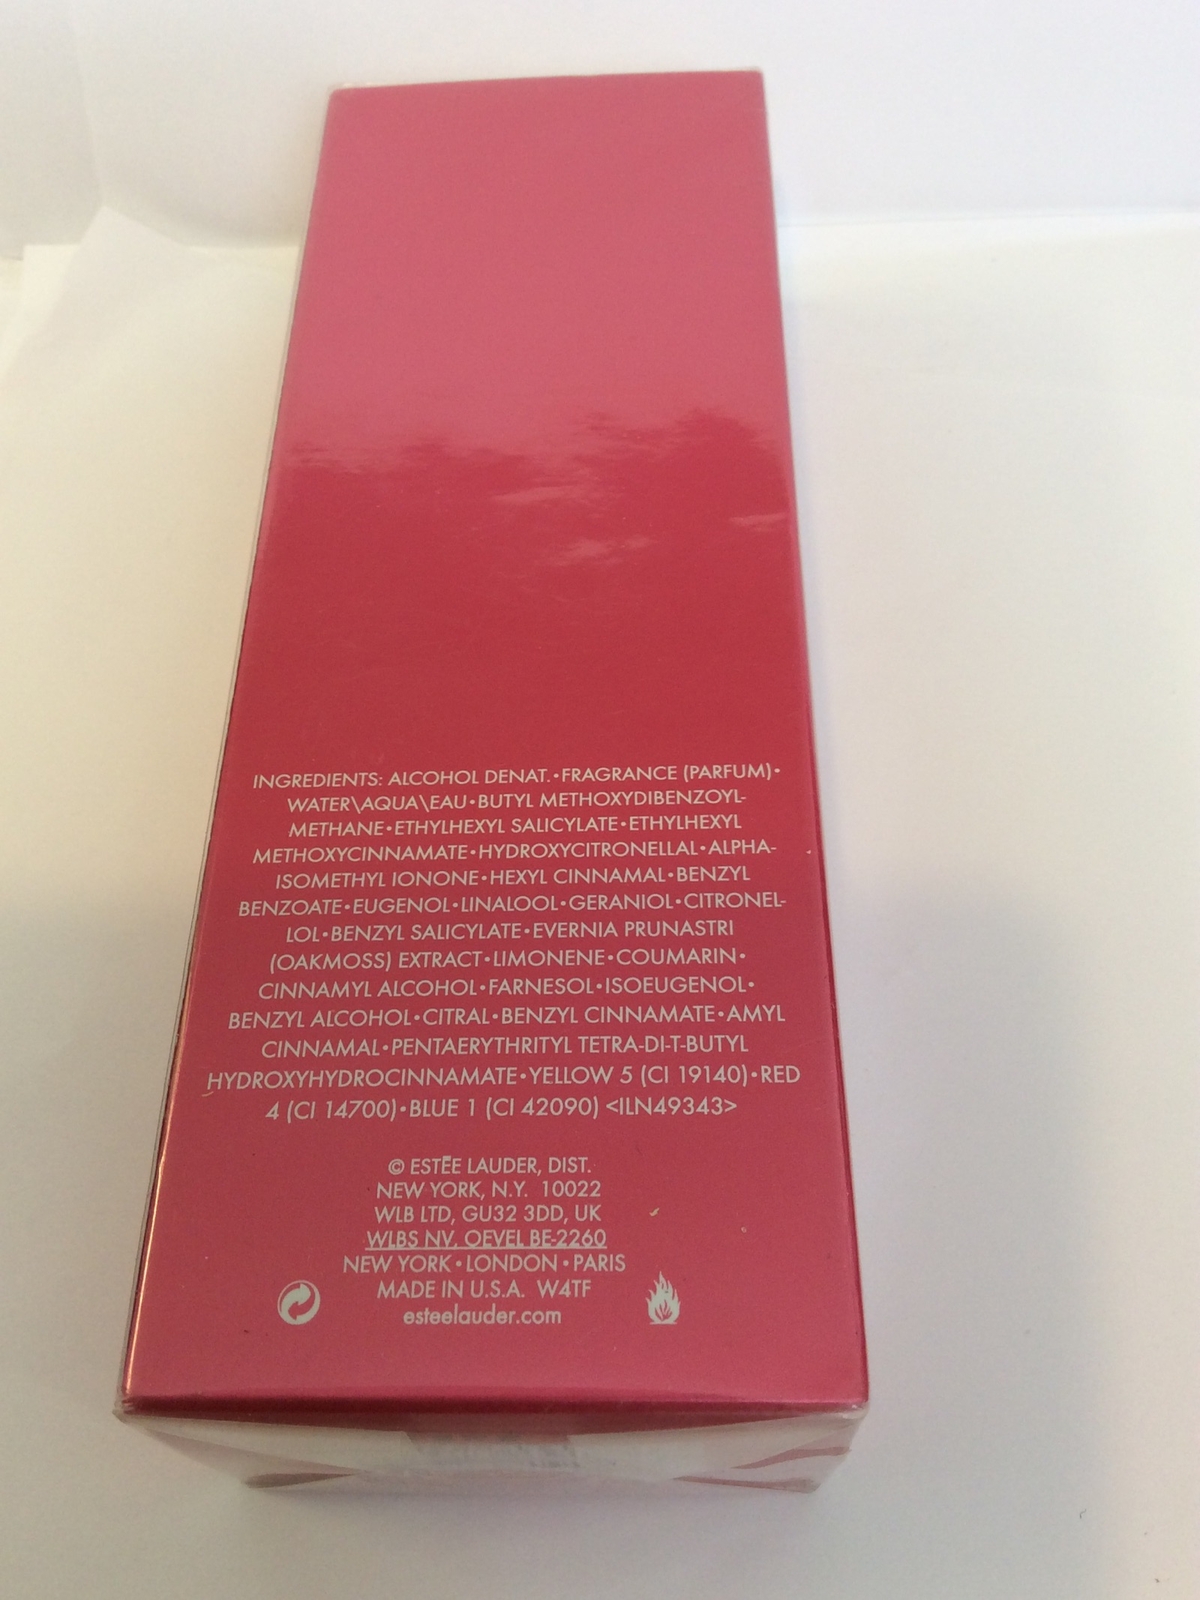 INGREDIENTS: ALCOHOL DENAT.•FRAGRANCE (PARFUM)•
WATER\AQUA\EAU•BUTYL METHOXYDIBENZOYL-
METHANE•ETHYLHEXYL SALICYLATE•ETHYLHEXYL
METHOXYCINNAMATE•HYDROXYCITRONELLAL•ALPHA-
ISOMETHYL IONONE•HEXYL CINNAMAL•BENZYL
BENZOATE•EUGENOL•LINALOOL•GERANIOL•CITRONEL-
LOL•BENZYL SALICYLATE•EVERNIA PRUNASTRI
(OAKMOSS) EXTRACT•LIMONENE•COUMARIN•
CINNAMYL ALCOHOL•FARNESOL•ISOEUGENOL•
BENZYL ALCOHOL•CITRAL•BENZYL CINNAMATE•AMYL
CINNAMAL•PENTAERYTHRITYL TETRA-DI-T-BUTYL
HYDROXYHYDROCINNAMATE•YELLOW 5 (CI 19140)•RED
4 (CI 14700)•BLUE 1 (CI 42090) <ILN49343>
© ESTĒE LAUDER, DIST.
NEW YORK, N.Y. 10022
WLB LTD, GU32 3DD, UK
WLBS NV, OEVEL BE-2260
NEW YORK•LONDON•PARIS
MADE IN U.S.A. W4TF
esteelauder.com